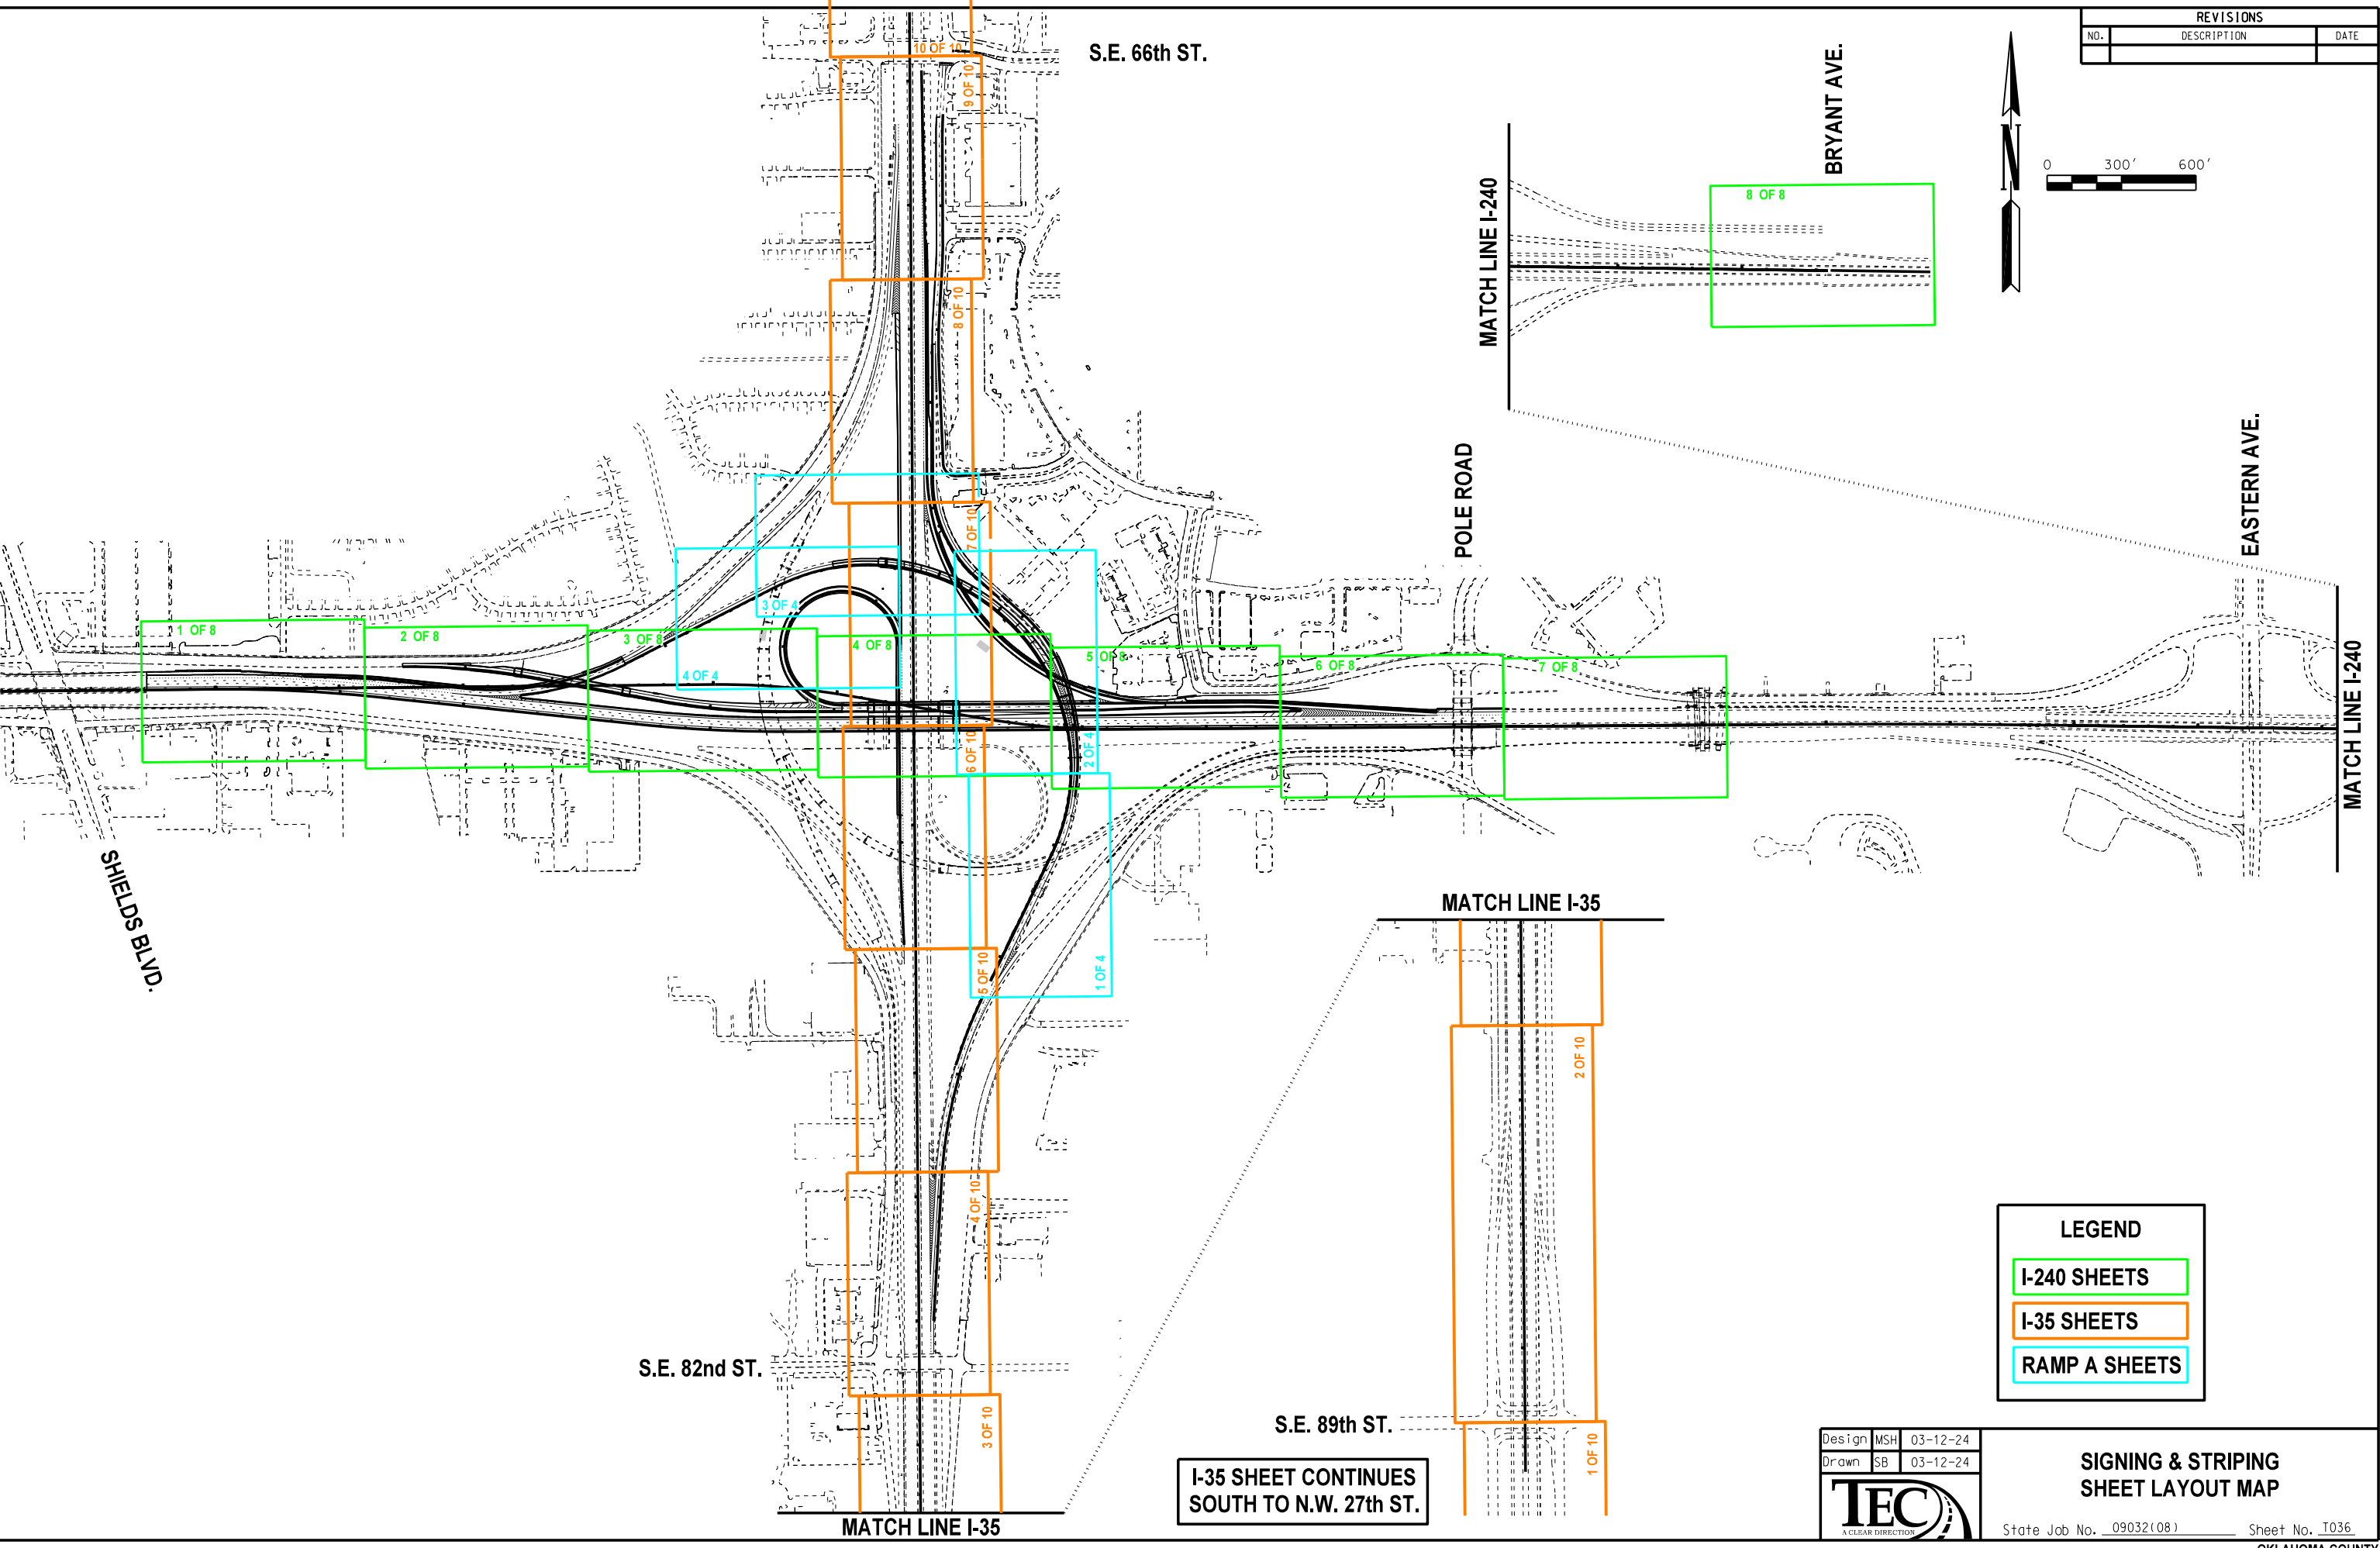 REVISIONS
NO. DESCRIPTION DATE
S.E. 66th ST.
10 OF 10
9 OF 10
8 OF 10
7 OF 10
6 OF 10
5 OF 10
4 OF 10
3 OF 10
BRYANT AVE.
MATCH LINE I-240
8 OF 8
N
0 300' 600'
POLE ROAD
EASTERN AVE.
MATCH LINE I-240
1 OF 8
2 OF 8
3 OF 8
4 OF 8
5 OF 8
6 OF 8
7 OF 8
3 OF 4
4 OF 4
2 OF 4
1 OF 4
SHIELDS BLVD.
MATCH LINE I-35
2 OF 10
1 OF 10
S.E. 82nd ST.
S.E. 89th ST.
MATCH LINE I-35
I-35 SHEET CONTINUES
SOUTH TO N.W. 27th ST.
LEGEND
I-240 SHEETS
I-35 SHEETS
RAMP A SHEETS
Design MSH 03-12-24
Drawn SB 03-12-24
TEC
A CLEAR DIRECTION
SIGNING & STRIPING
SHEET LAYOUT MAP
State Job No. 09032(08) Sheet No. T036
OKLAHOMA COUNTY